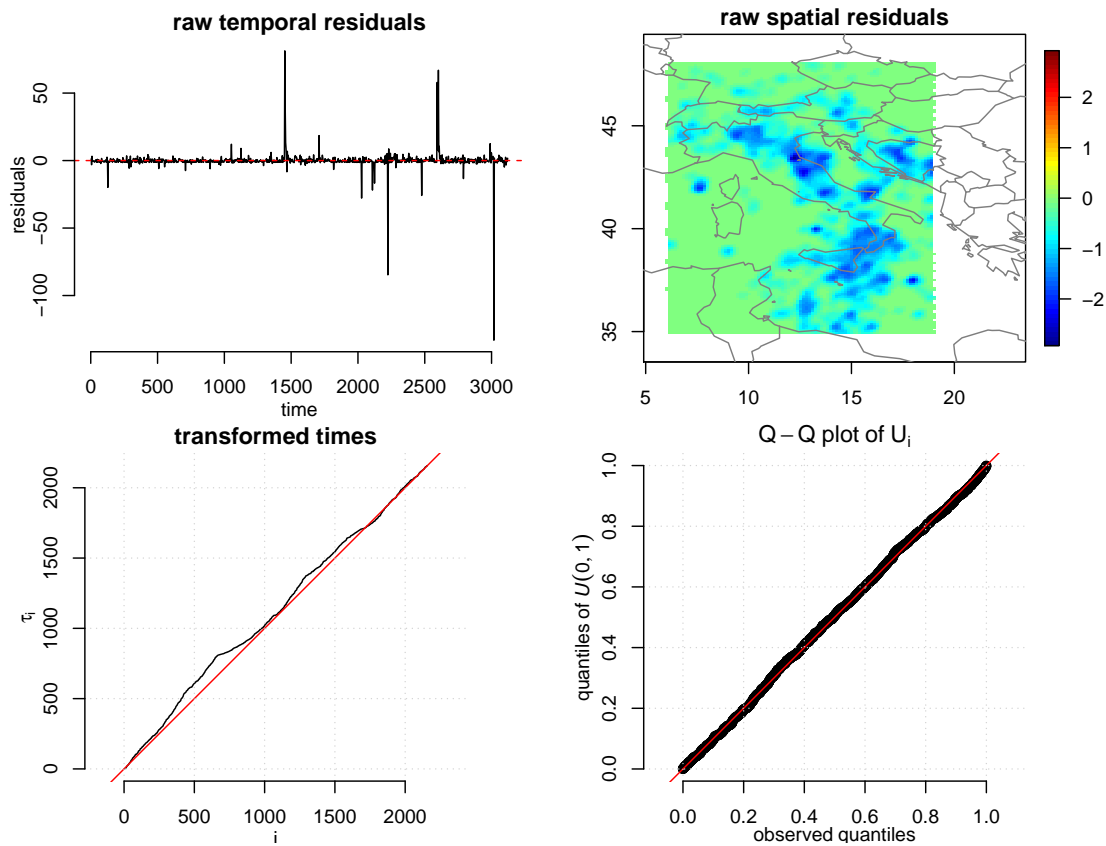 raw temporal residuals
residuals
50
0
−50
−100
0 500 1000 1500 2000 2500 3000
time
raw spatial residuals
45
40
35
5 10 15 20
2
1
0
−1
−2
transformed times
τi
2000
1500
1000
500
0
0 500 1000 1500 2000
i
Q − Q plot of Ui
quantiles of U(0, 1)
1.0
0.8
0.6
0.4
0.2
0.0
0.0 0.2 0.4 0.6 0.8 1.0
observed quantiles